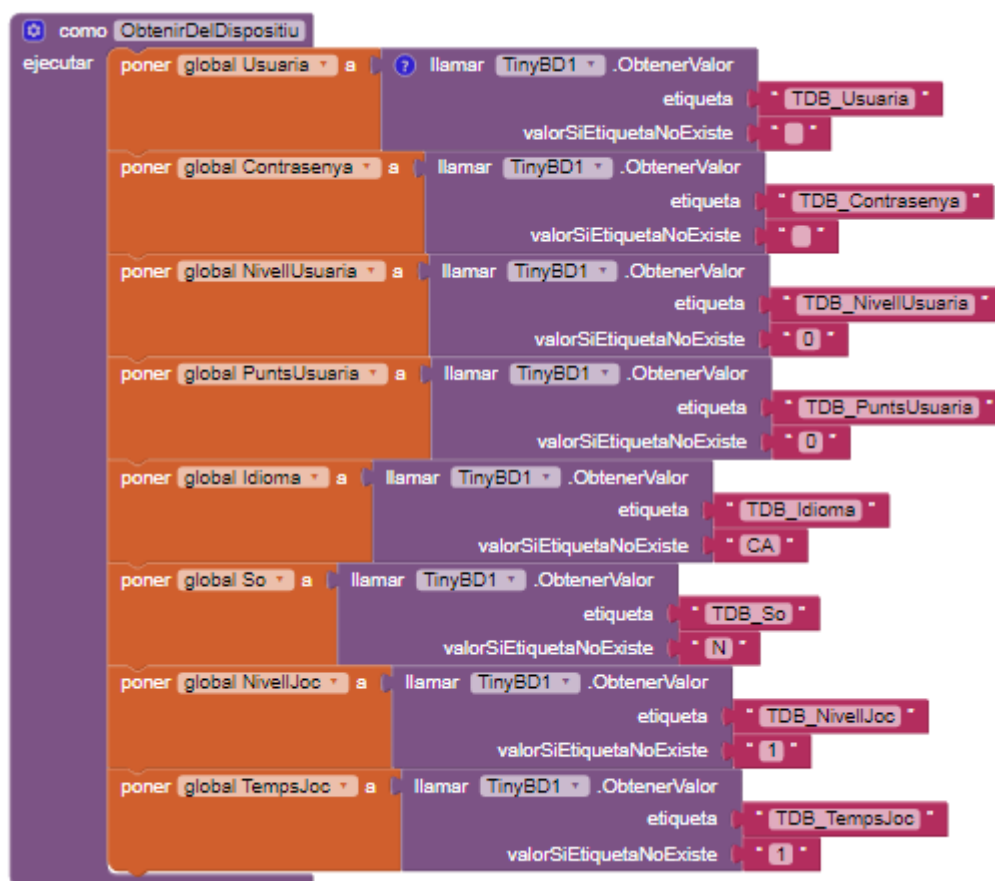 como ObtenirDelDispositiu
ejecutar poner global Usuaria a llamar TinyBD1 .ObtenerValor
etiqueta " TDB_Usuaria "
valorSiEtiquetaNoExiste " "
poner global Contrasenya a llamar TinyBD1 .ObtenerValor
etiqueta " TDB_Contrasenya "
valorSiEtiquetaNoExiste " "
poner global NivellUsuaria a llamar TinyBD1 .ObtenerValor
etiqueta " TDB_NivellUsuaria "
valorSiEtiquetaNoExiste " 0 "
poner global PuntsUsuaria a llamar TinyBD1 .ObtenerValor
etiqueta " TDB_PuntsUsuaria "
valorSiEtiquetaNoExiste " 0 "
poner global Idioma a llamar TinyBD1 .ObtenerValor
etiqueta " TDB_Idioma "
valorSiEtiquetaNoExiste " CA "
poner global So a llamar TinyBD1 .ObtenerValor
etiqueta " TDB_So "
valorSiEtiquetaNoExiste " N "
poner global NivellJoc a llamar TinyBD1 .ObtenerValor
etiqueta " TDB_NivellJoc "
valorSiEtiquetaNoExiste " 1 "
poner global TempsJoc a llamar TinyBD1 .ObtenerValor
etiqueta " TDB_TempsJoc "
valorSiEtiquetaNoExiste " 1 "